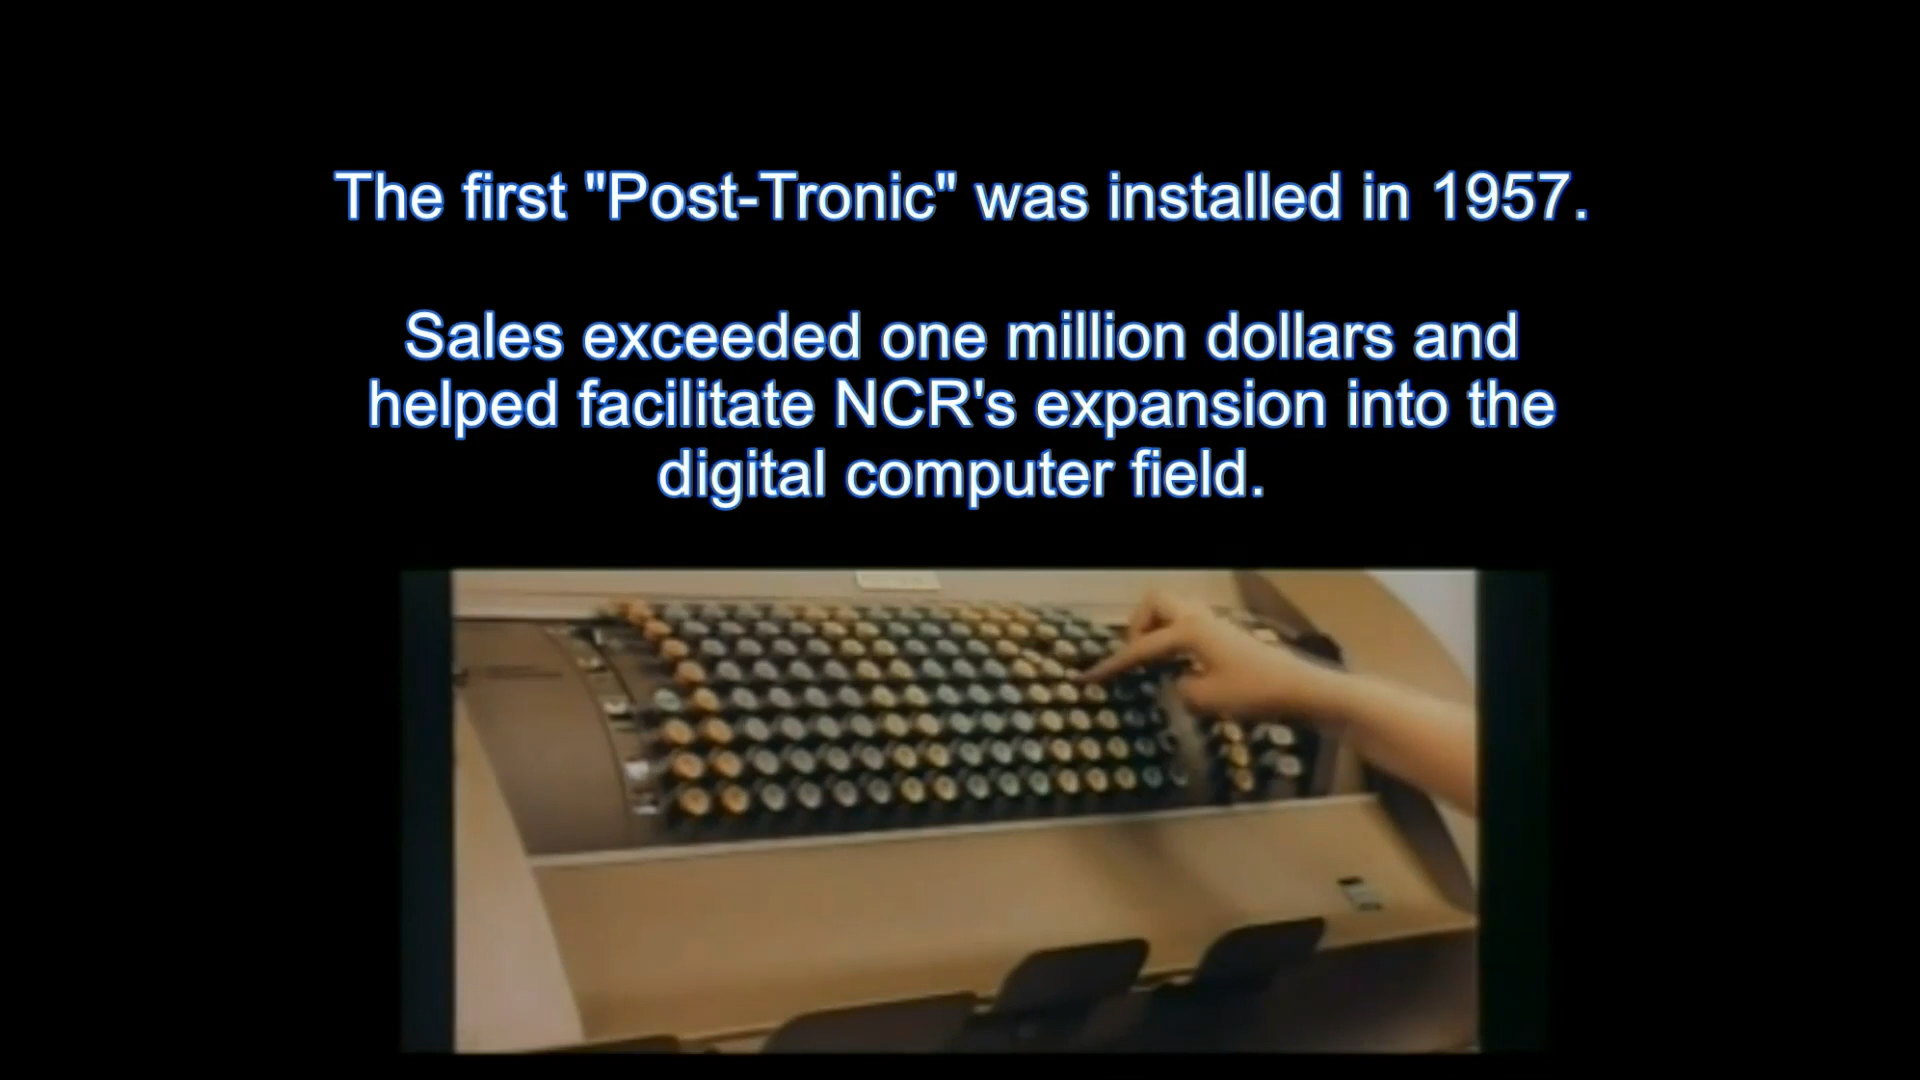 The first "Post-Tronic" was installed in 1957.
Sales exceeded one million dollars and
helped facilitate NCR's expansion into the
digital computer field.